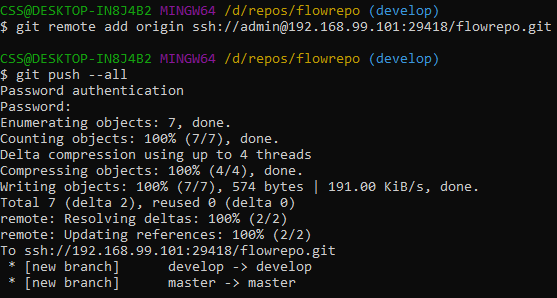 CSS@DESKTOP-IN8J4B2 MINGW64 /d/repos/flowrepo (develop)
$ git remote add origin ssh://admin@192.168.99.101:29418/flowrepo.git
CSS@DESKTOP-IN8J4B2 MINGW64 /d/repos/flowrepo (develop)
$ git push --all
Password authentication
Password:
Enumerating objects: 7, done.
Counting objects: 100% (7/7), done.
Delta compression using up to 4 threads
Compressing objects: 100% (4/4), done.
Writing objects: 100% (7/7), 574 bytes | 191.00 KiB/s, done.
Total 7 (delta 2), reused 0 (delta 0)
remote: Resolving deltas: 100% (2/2)
remote: Updating references: 100% (2/2)
To ssh://192.168.99.101:29418/flowrepo.git
 * [new branch]      develop -> develop
 * [new branch]      master -> master